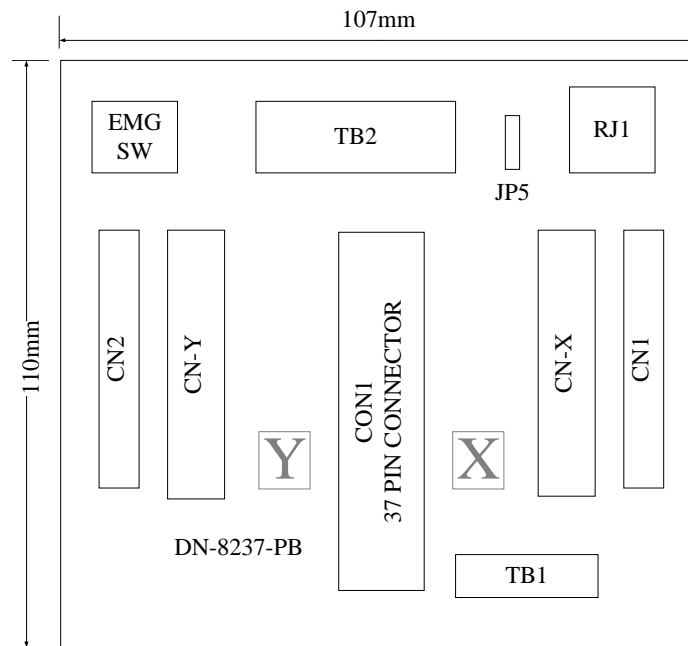 107mm
EMG
SW
TB2
RJ1
JP5
110mm
CN2
CN-Y
CON1
37 PIN CONNECTOR
CN-X
CN1
Y
X
DN-8237-PB
TB1